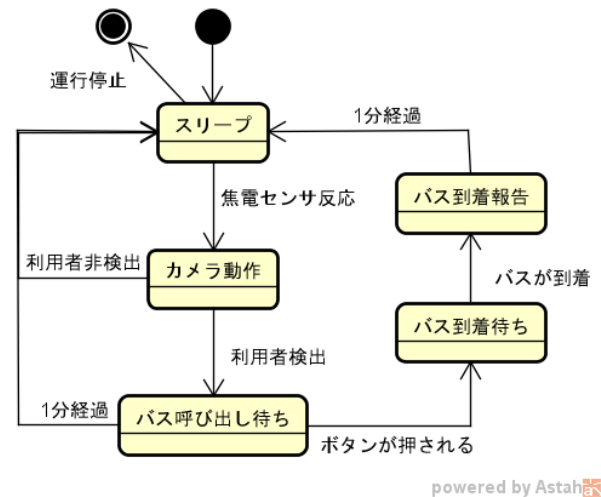 運行停止
スリープ
1分経過
焦電センサ反応
バス到着報告
利用者非検出
カメラ動作
バスが到着
バス到着待ち
利用者検出
1分経過
バス呼び出し待ち
ボタンが押される
powered by Astah